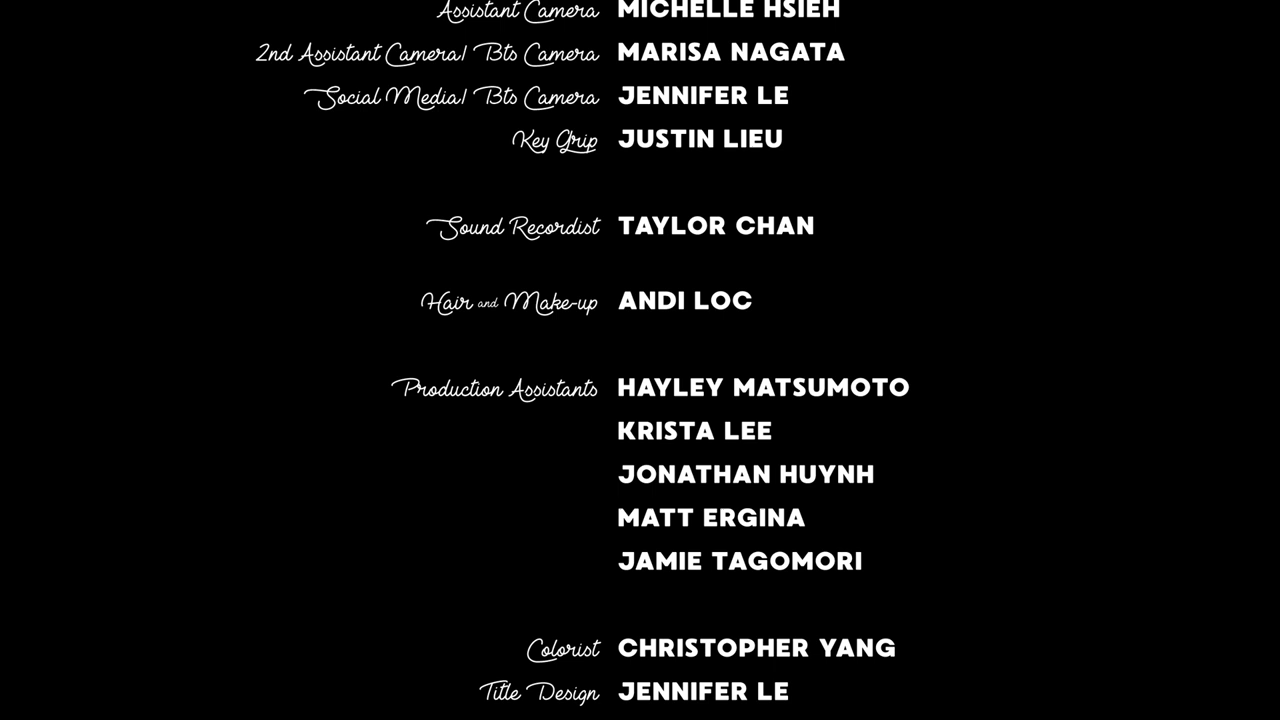 Assistant Camera MICHELLE HSIEH
2nd Assistant Camera/ Bts Camera MARISA NAGATA
Social Media/ Bts Camera JENNIFER LE
Key Grip JUSTIN LIEU
Sound Recordist TAYLOR CHAN
Hair and Make-up ANDI LOC
Production Assistants HAYLEY MATSUMOTO
KRISTA LEE
JONATHAN HUYNH
MATT ERGINA
JAMIE TAGOMORI
Colorist CHRISTOPHER YANG
Title Design JENNIFER LE